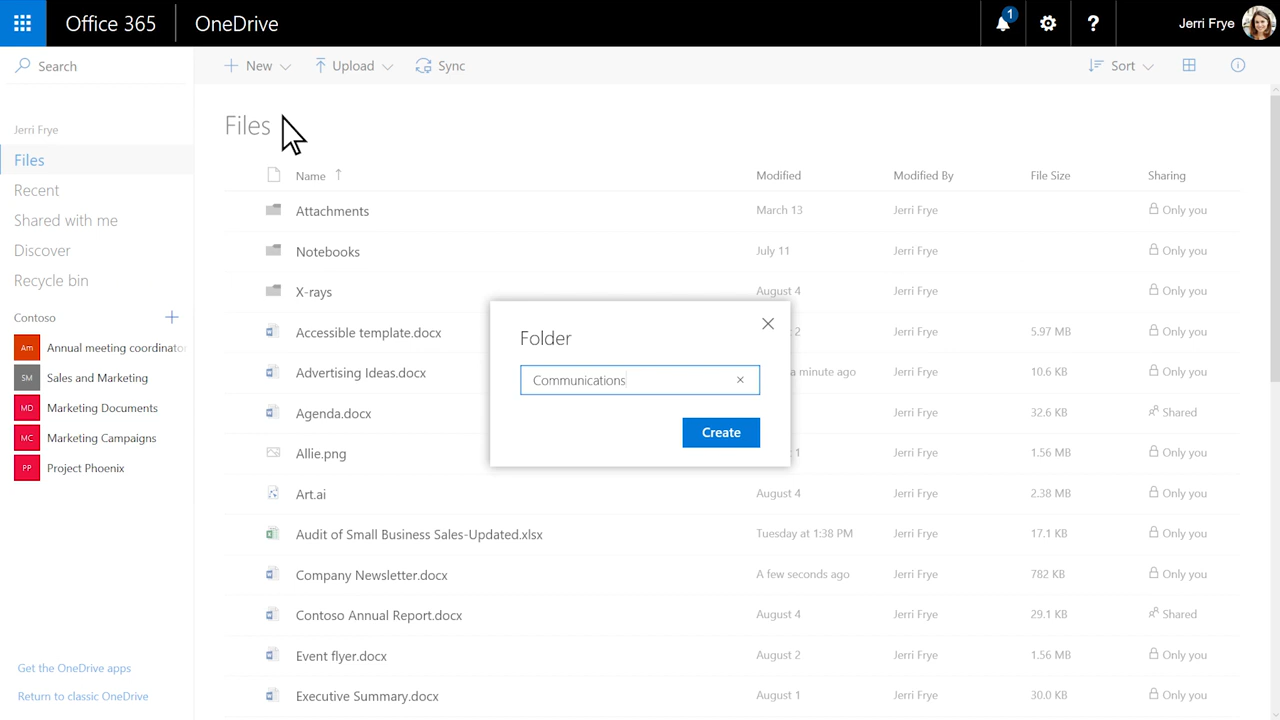 Office 365 OneDrive 1 ? Jerri Frye
Search New Upload Sync Sort
Jerri Frye
Files
Recent
Shared with me
Discover
Recycle bin
Contoso
Am Annual meeting coordinato
SM Sales and Marketing
MD Marketing Documents
MC Marketing Campaigns
PP Project Phoenix
Get the OneDrive apps
Return to classic OneDrive
Files
Name Modified Modified By File Size Sharing
Attachments March 13 Jerri Frye Only you
Notebooks July 11 Jerri Frye Only you
X-rays August 4 Jerri Frye Only you
Accessible template.docx 2 Jerri Frye 5.97 MB Only you
Advertising Ideas.docx a minute ago Jerri Frye 10.6 KB Only you
Agenda.docx Jerri Frye 32.6 KB Shared
Allie.png 1 Jerri Frye 1.56 MB Only you
Art.ai August 4 Jerri Frye 2.38 MB Only you
Audit of Small Business Sales-Updated.xlsx Tuesday at 1:38 PM Jerri Frye 17.1 KB Only you
Company Newsletter.docx A few seconds ago Jerri Frye 782 KB Only you
Contoso Annual Report.docx August 4 Jerri Frye 29.1 KB Shared
Event flyer.docx August 2 Jerri Frye 1.56 MB Only you
Executive Summary.docx August 1 Jerri Frye 30.0 KB Only you
Folder
Communications
Create